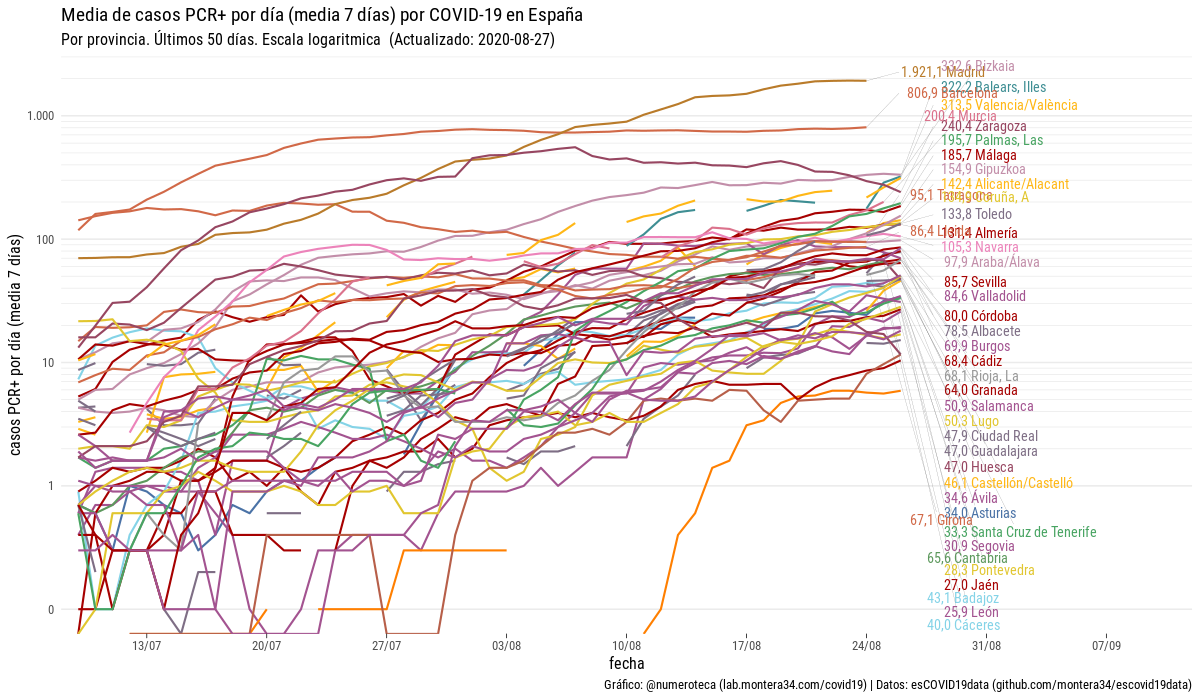 Media de casos PCR+ por día (media 7 días) por COVID-19 en España
Por provincia. Últimos 50 días. Escala logaritmica (Actualizado: 2020-08-27)
casos PCR+ por día (media 7 días)
1.000
100
10
1
0
332,6 Bizkaia
1.921,1 Madrid
322,2 Balears, Illes
806,9 Barcelona
313,5 Valencia/València
200,4 Murcia
240,4 Zaragoza
195,7 Palmas, Las
185,7 Málaga
154,9 Gipuzkoa
142,4 Alicante/Alacant
95,1 Tarragona
Coruña, A
133,8 Toledo
86,4 Lleida
131,4 Almería
105,3 Navarra
97,9 Araba/Álava
85,7 Sevilla
84,6 Valladolid
80,0 Córdoba
78,5 Albacete
69,9 Burgos
68,4 Cádiz
68,1 Rioja, La
64,0 Granada
50,9 Salamanca
50,3 Lugo
47,9 Ciudad Real
47,0 Guadalajara
47,0 Huesca
46,1 Castellón/Castelló
34,6 Ávila
34,0 Asturias
67,1 Girona
33,3 Santa Cruz de Tenerife
30,9 Segovia
65,6 Cantabria
28,3 Pontevedra
27,0 Jaén
43,1 Badajoz
25,9 León
40,0 Cáceres
13/07 20/07 27/07 03/08 10/08 17/08 24/08 31/08 07/09
fecha
Gráfico: @numeroteca (lab.montera34.com/covid19) | Datos: esCOVID19data (github.com/montera34/escovid19data)